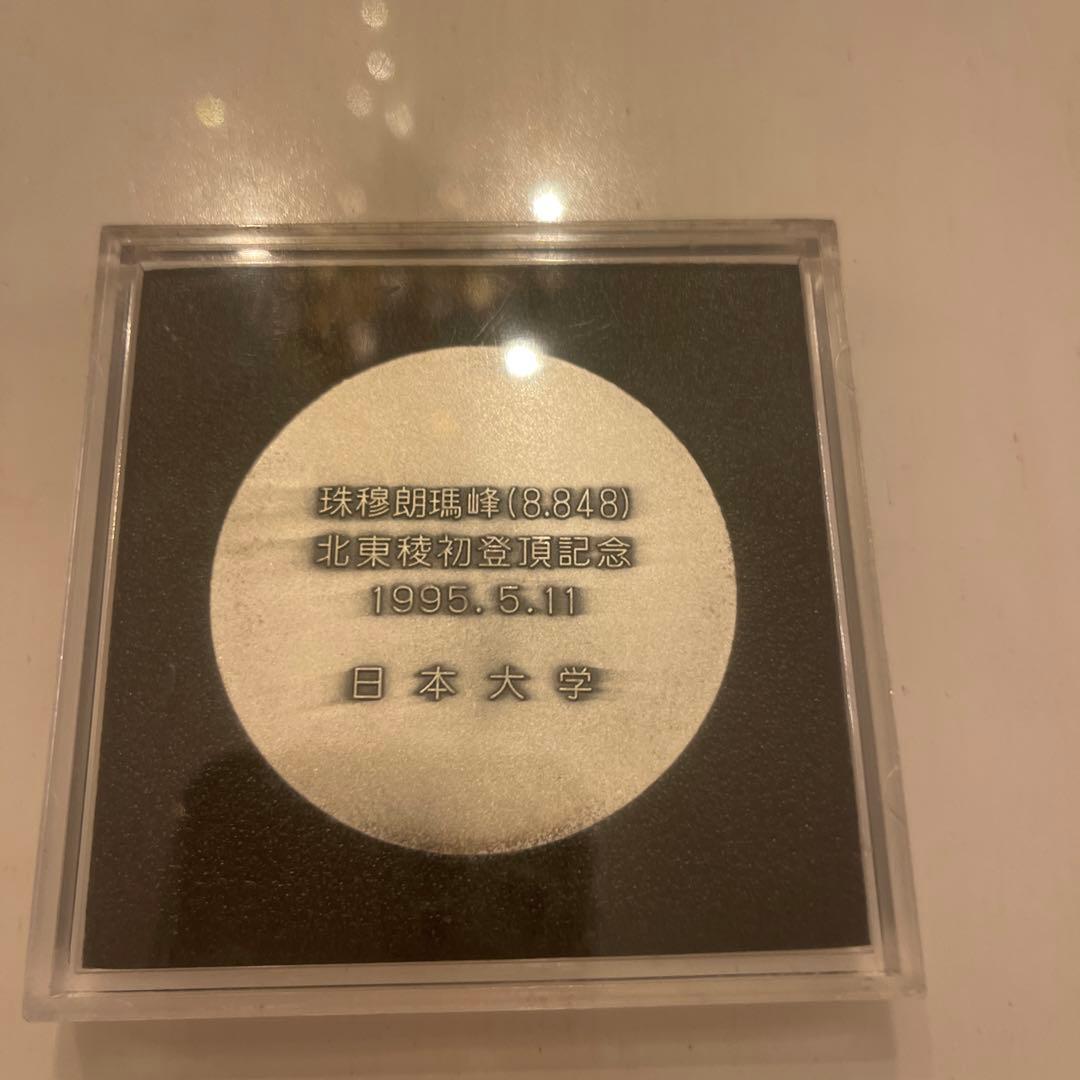 珠穆朗瑪峰(8.848)
北東稜初登頂記念
1995.5.11
日本大学